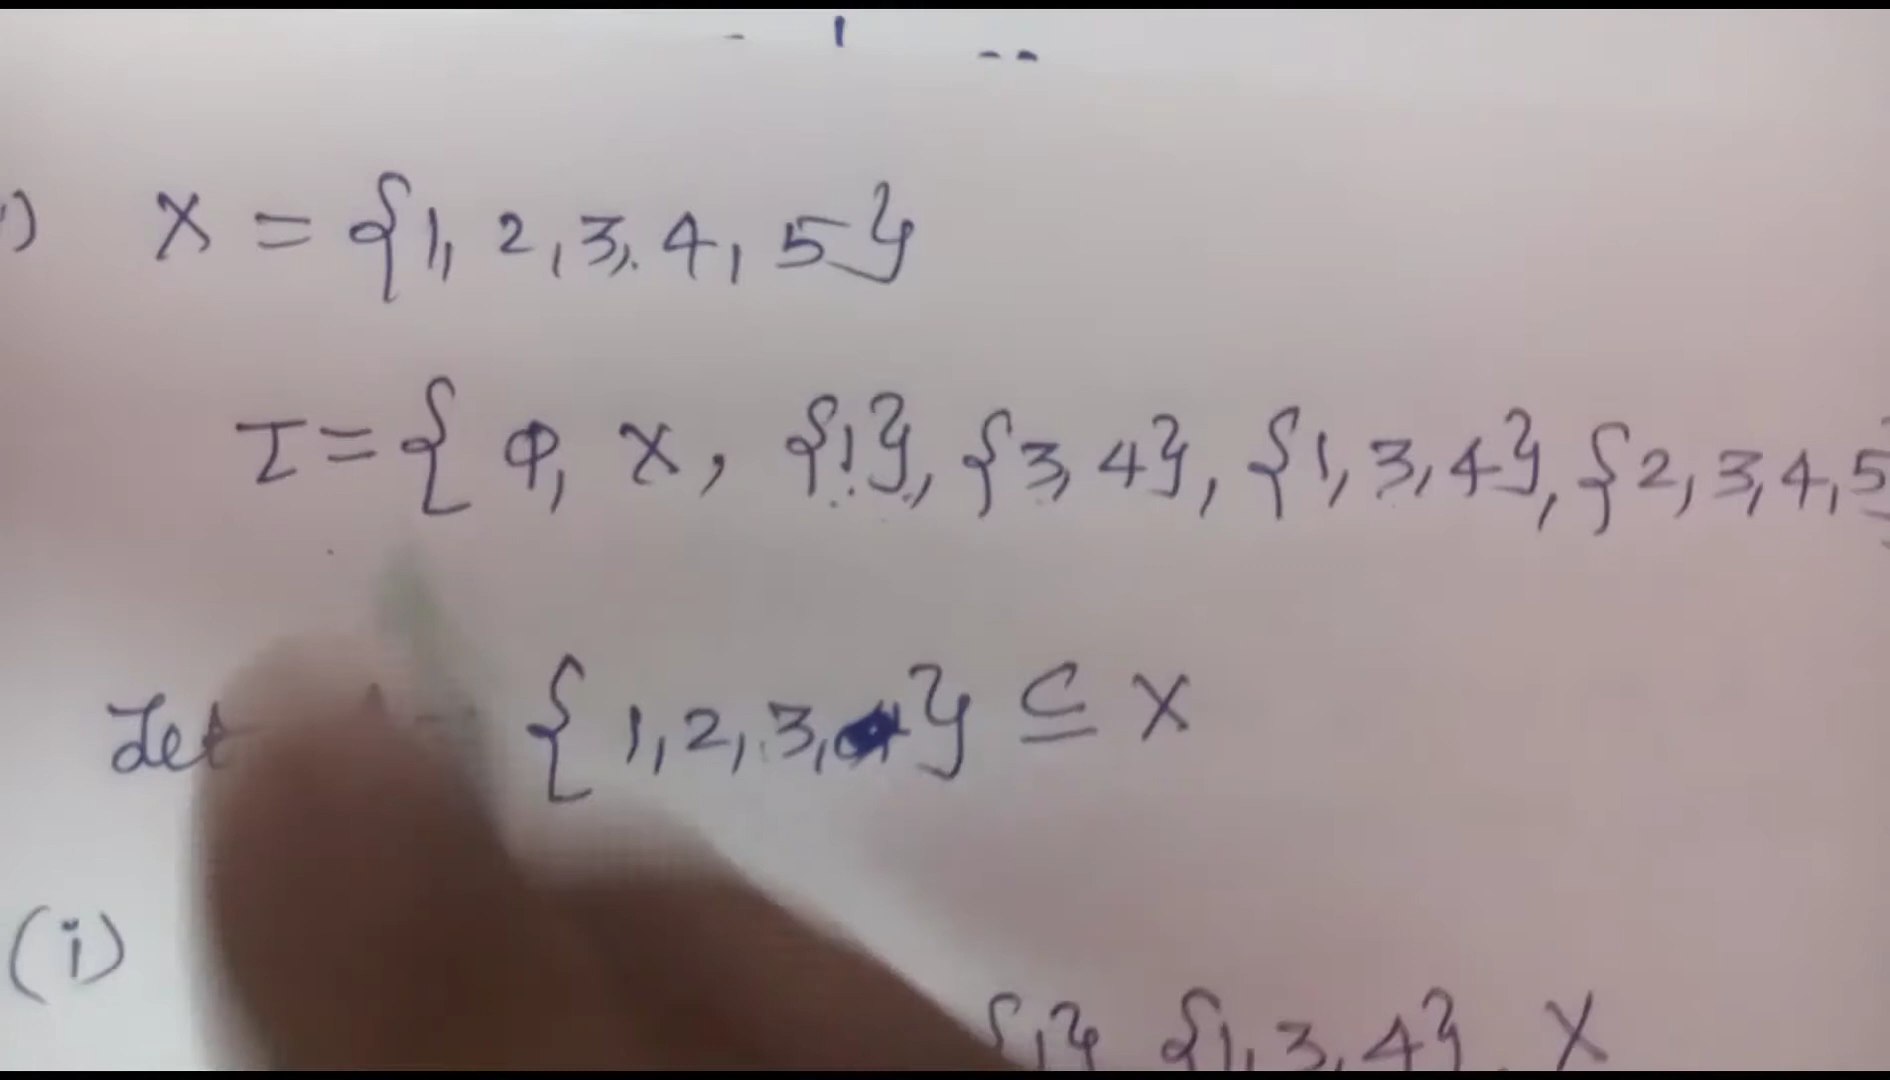 ) X = {1, 2, 3, 4, 5}
τ = { φ, X, {1}, {3, 4}, {1, 3, 4}, {2, 3, 4, 5
Let { 1, 2, 3, 4} ⊆ X
(i)
{1} {1, 3, 4}, X